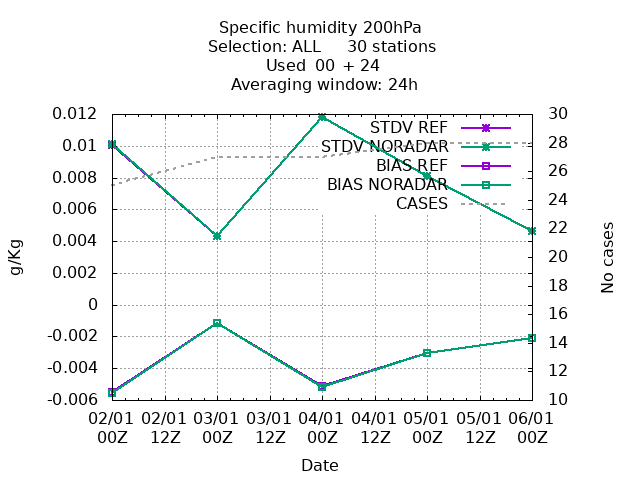 Specific humidity 200hPa
Selection: ALL 30 stations
Used 00 + 24
Averaging window: 24h
0.012
0.01
0.008
0.006
0.004
0.002
0
-0.002
-0.004
-0.006
g/Kg
STDV REF
STDV NORADAR
BIAS REF
BIAS NORADAR
CASES
30
28
26
24
22
20
18
16
14
12
10
No cases
02/01 02/01 03/01 03/01 04/01 04/01 05/01 05/01 06/01
00Z 12Z 00Z 12Z 00Z 12Z 00Z 12Z 00Z
Date